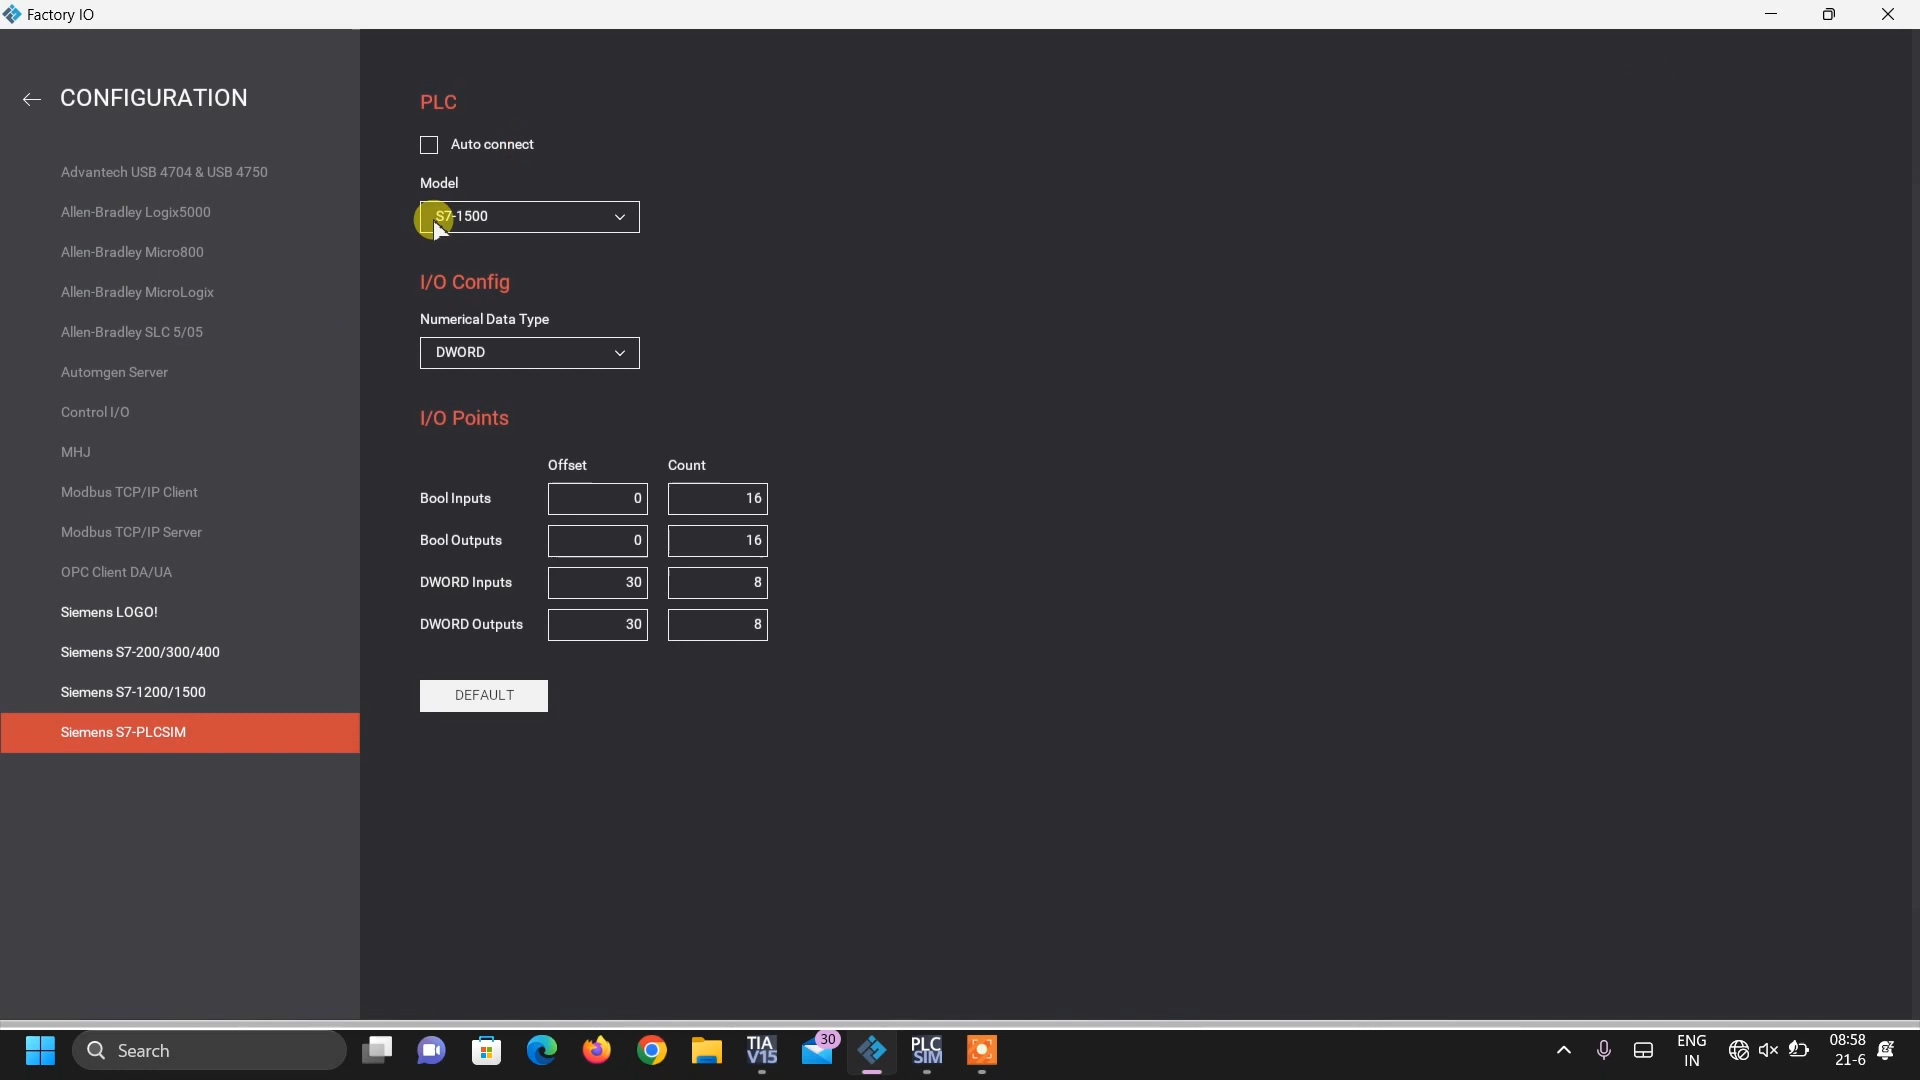 Factory IO
CONFIGURATION
Advantech USB 4704 & USB 4750
Allen-Bradley Logix5000
Allen-Bradley Micro800
Allen-Bradley MicroLogix
Allen-Bradley SLC 5/05
Automgen Server
Control I/O
MHJ
Modbus TCP/IP Client
Modbus TCP/IP Server
OPC Client DA/UA
Siemens LOGO!
Siemens S7-200/300/400
Siemens S7-1200/1500
Siemens S7-PLCSIM
PLC
Auto connect
Model
S7-1500
I/O Config
Numerical Data Type
DWORD
I/O Points
Offset Count
Bool Inputs 0 16
Bool Outputs 0 16
DWORD Inputs 30 8
DWORD Outputs 30 8
DEFAULT
Search
TIA
V15
30
PLC
SIM
ENG
IN
08:58
21-6